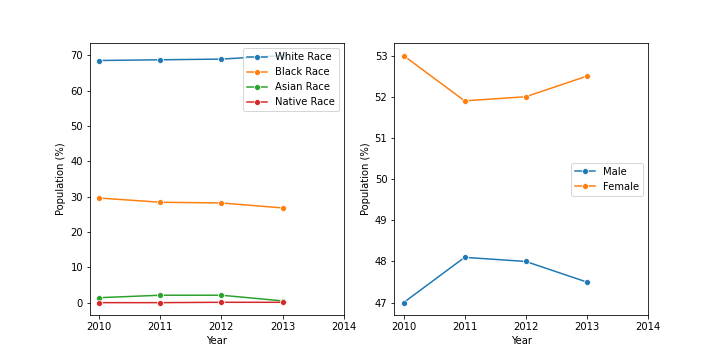 70
60
50
40
30
20
10
0
Population (%)
2010 2011 2012 2013 2014
Year
White Race
Black Race
Asian Race
Native Race
53
52
51
50
49
48
47
Population (%)
2010 2011 2012 2013 2014
Year
Male
Female